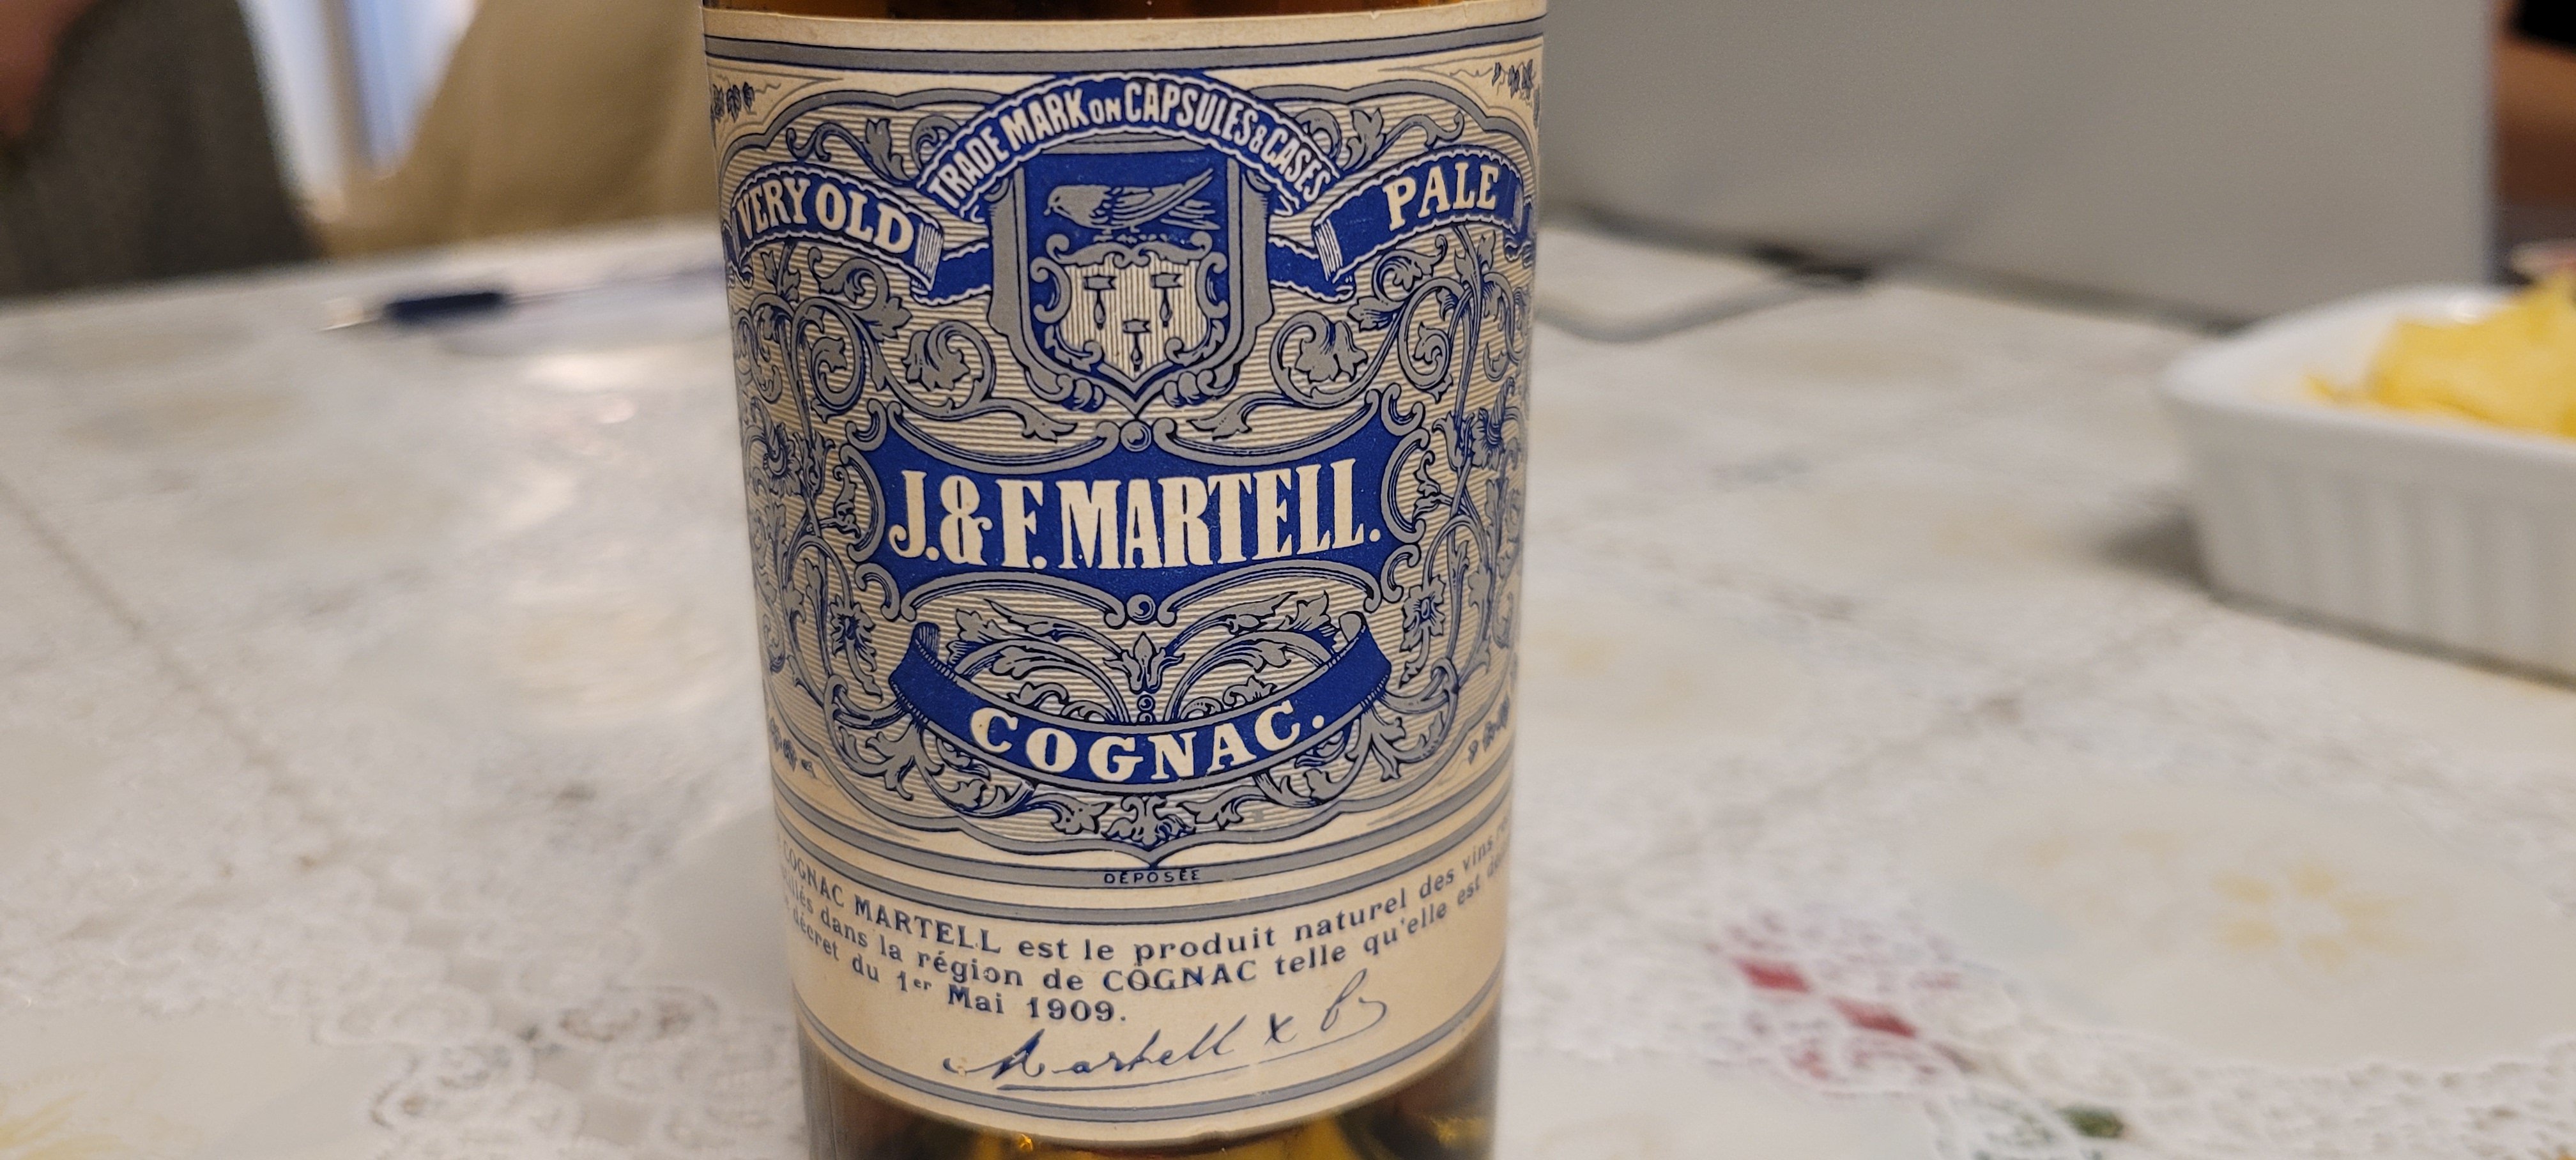 TRADE MARK ON CAPSULES & CASES
VERY OLD PALE
J.&F. MARTELL.
COGNAC.
DÉPOSÉE
COGNAC MARTELL est le produit naturel des vins
dans la région de COGNAC telle qu'elle est
décret du 1er Mai 1909.
Martell & Co